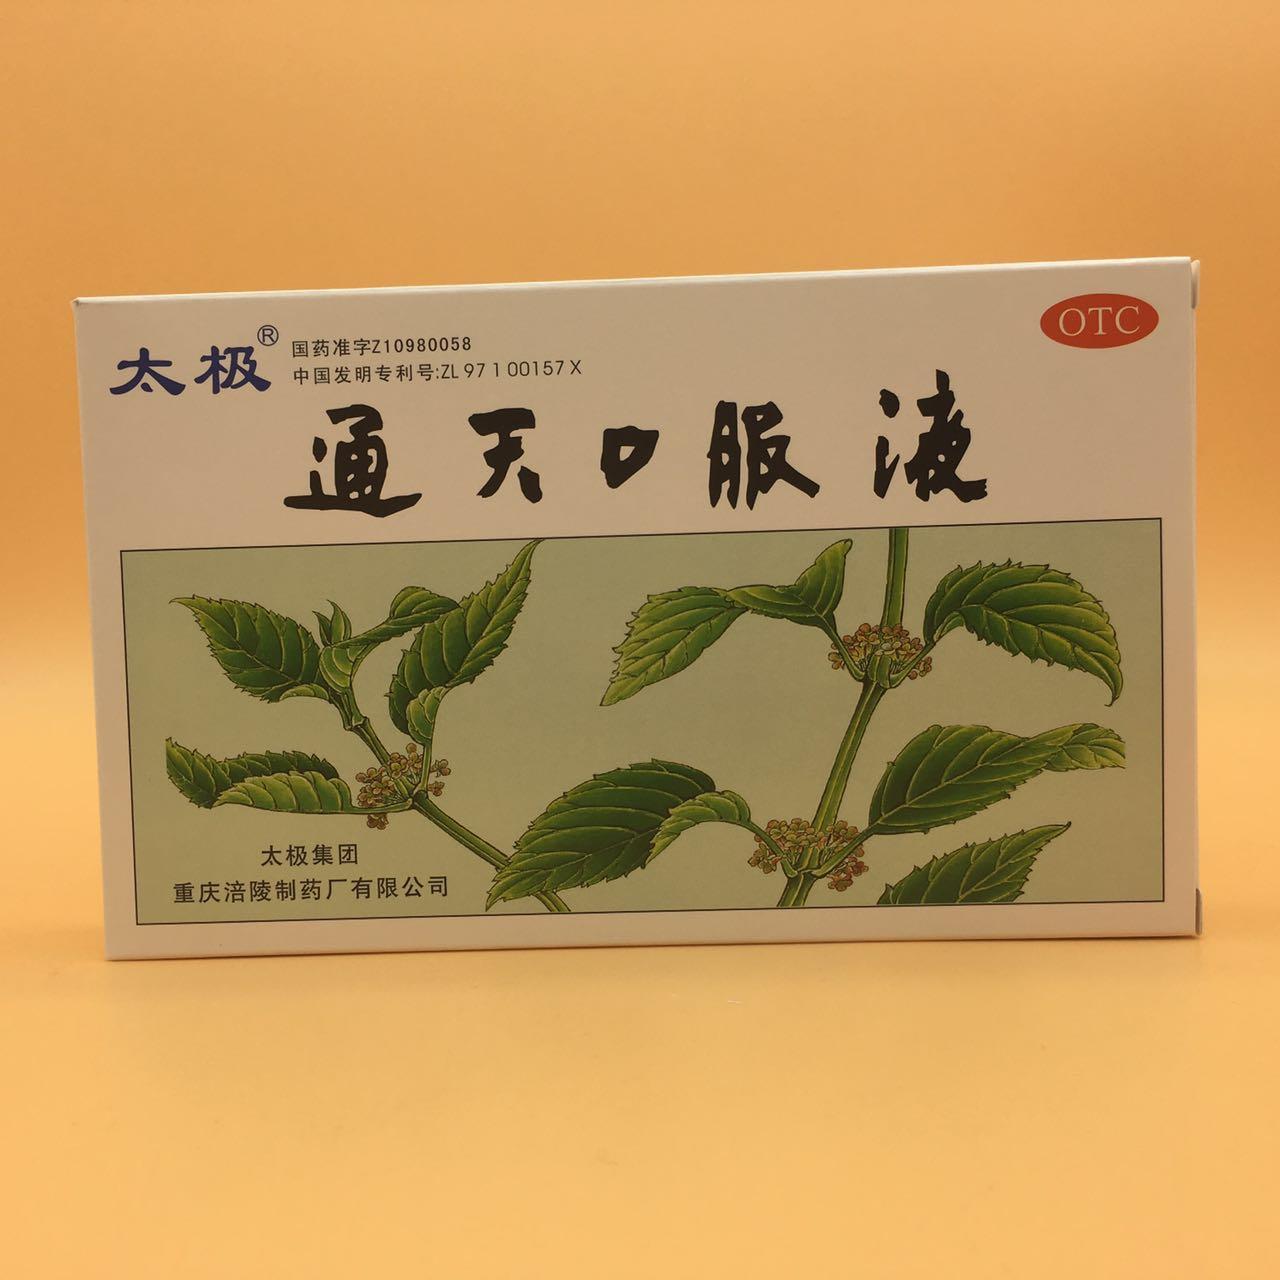 太极®
国药准字Z10980058
中国发明专利号:ZL 97 1 00157 X
OTC
通天口服液
太极集团
重庆涪陵制药厂有限公司